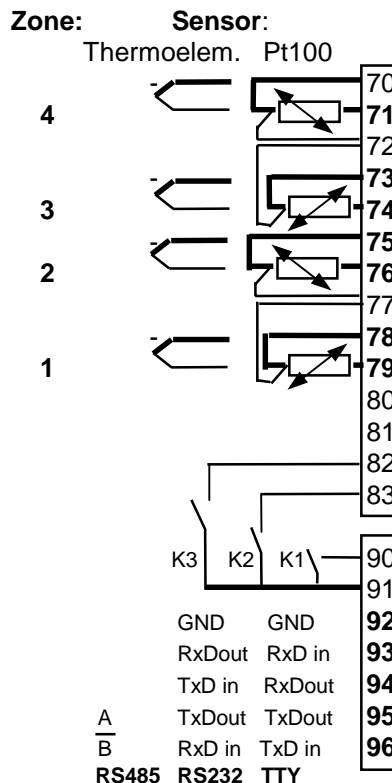 Zone: Sensor:
Thermoelem. Pt100
- 70
4 71
72
73
- 3 74
- 75
2 76
77
- 78
1 79
80
81
82
83
K3 K2 K1 90
91
GND GND 92
RxDout RxD in 93
TxD in RxDout 94
A TxDout TxDout 95
B RxD in TxD in 96
RS485 RS232 TTY